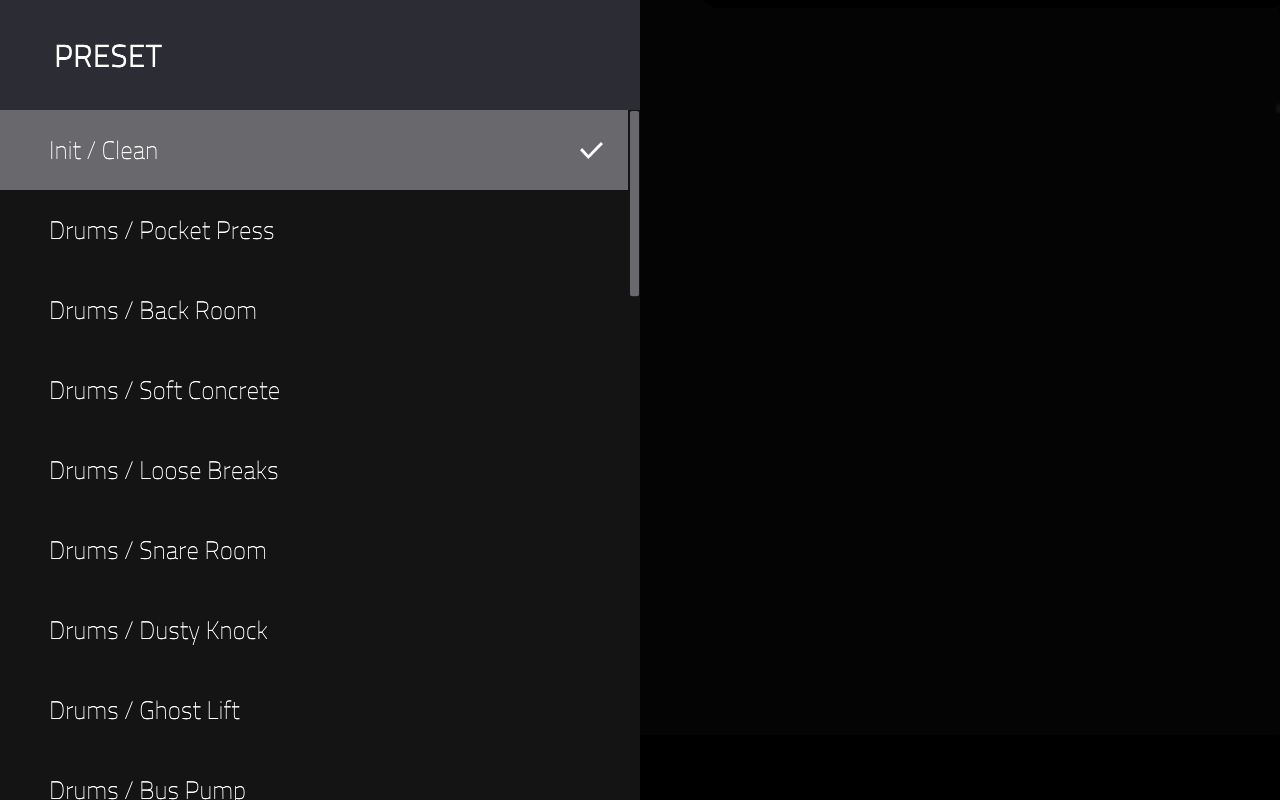 PRESET
Init / Clean
Drums / Pocket Press
Drums / Back Room
Drums / Soft Concrete
Drums / Loose Breaks
Drums / Snare Room
Drums / Dusty Knock
Drums / Ghost Lift
Drums / Bus Pump